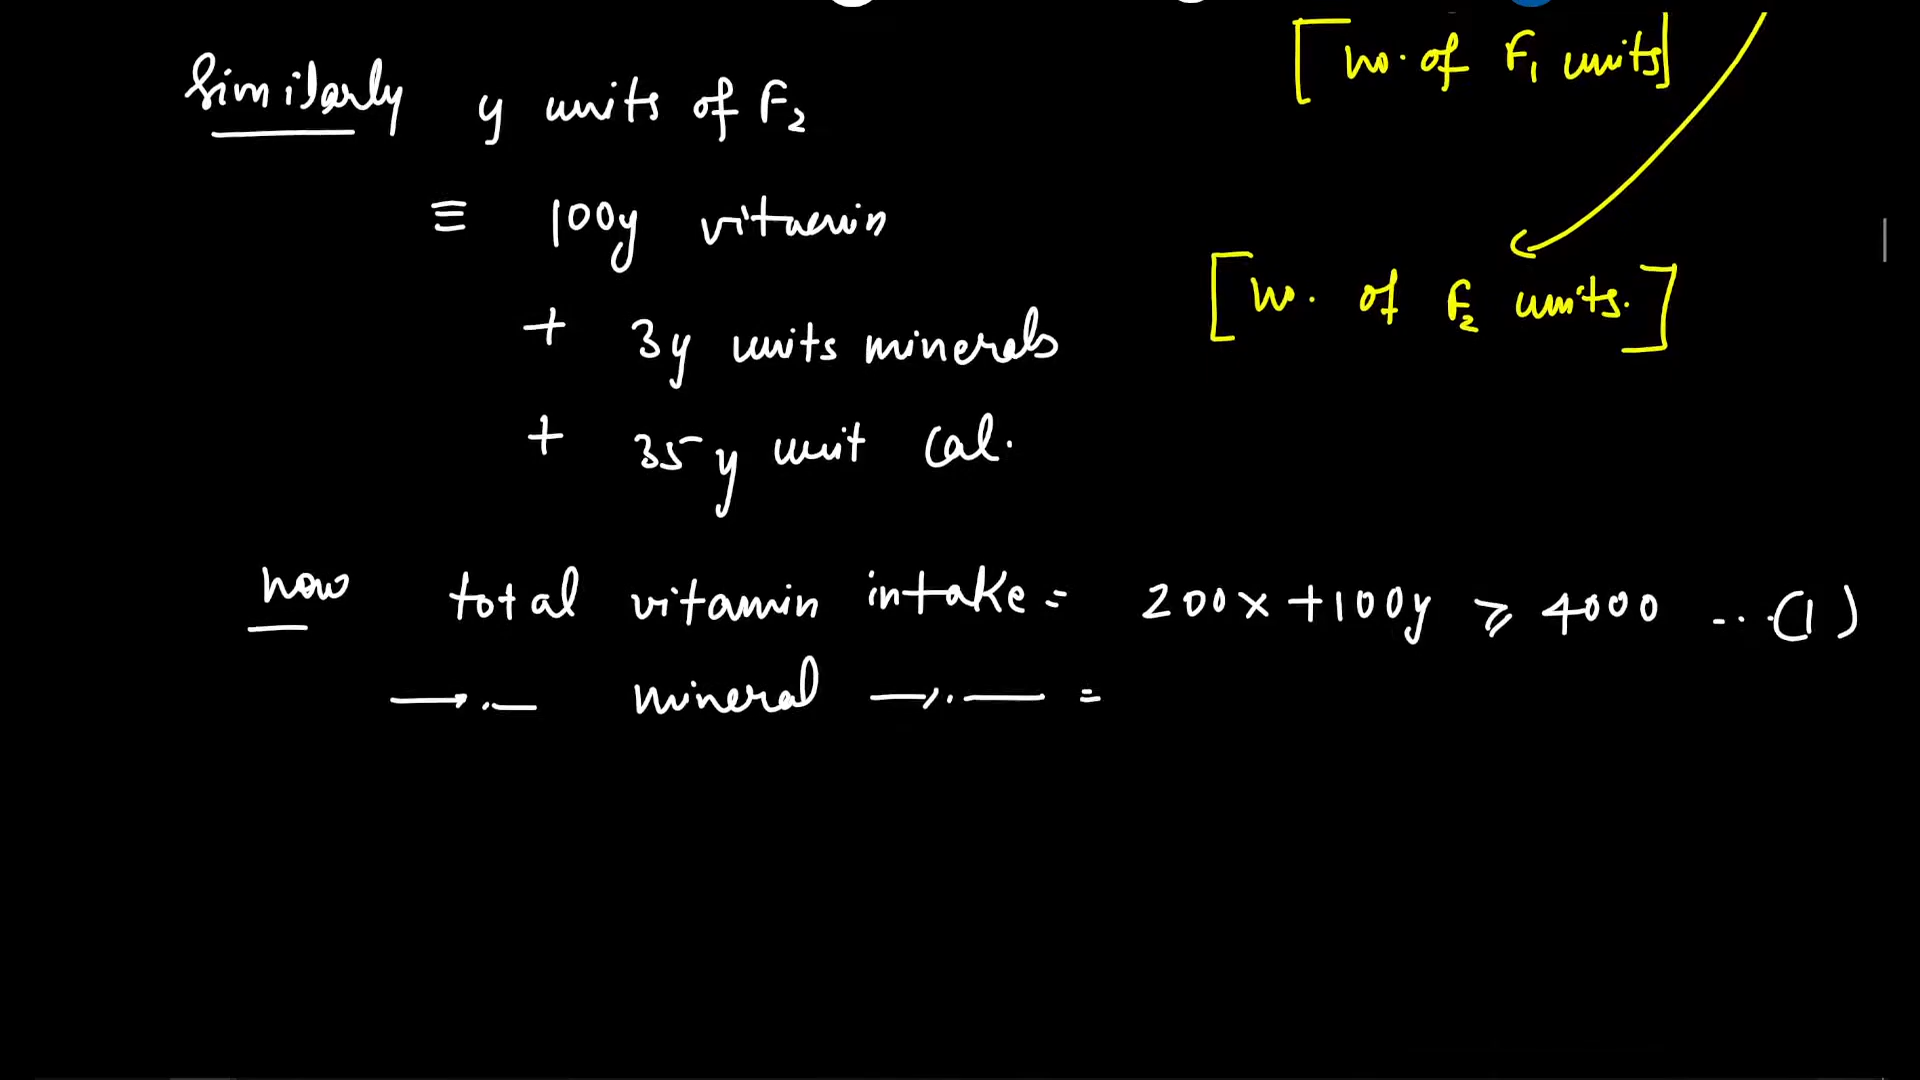 [no. of F₁ units]
Similarly y units of F₂
≡ 100y vitamin
[no. of F₂ units.]
+ 3y units minerals
+ 35y unit cal.
now total vitamin intake = 200x + 100y ⩾ 4000 ...(1)
—〃— mineral —〃— =